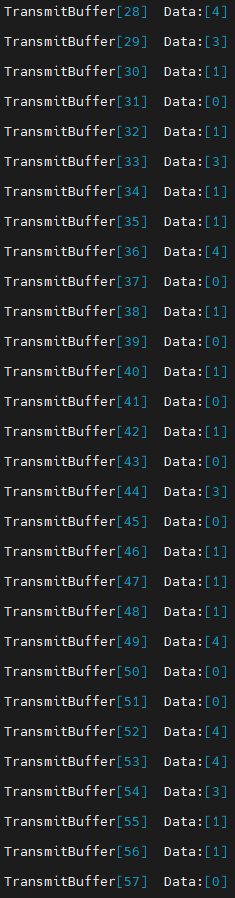 TransmitBuffer[28]  Data:[4]
TransmitBuffer[29]  Data:[3]
TransmitBuffer[30]  Data:[1]
TransmitBuffer[31]  Data:[0]
TransmitBuffer[32]  Data:[1]
TransmitBuffer[33]  Data:[3]
TransmitBuffer[34]  Data:[1]
TransmitBuffer[35]  Data:[1]
TransmitBuffer[36]  Data:[4]
TransmitBuffer[37]  Data:[0]
TransmitBuffer[38]  Data:[1]
TransmitBuffer[39]  Data:[0]
TransmitBuffer[40]  Data:[1]
TransmitBuffer[41]  Data:[0]
TransmitBuffer[42]  Data:[1]
TransmitBuffer[43]  Data:[0]
TransmitBuffer[44]  Data:[3]
TransmitBuffer[45]  Data:[0]
TransmitBuffer[46]  Data:[1]
TransmitBuffer[47]  Data:[1]
TransmitBuffer[48]  Data:[1]
TransmitBuffer[49]  Data:[4]
TransmitBuffer[50]  Data:[0]
TransmitBuffer[51]  Data:[0]
TransmitBuffer[52]  Data:[4]
TransmitBuffer[53]  Data:[4]
TransmitBuffer[54]  Data:[3]
TransmitBuffer[55]  Data:[1]
TransmitBuffer[56]  Data:[1]
TransmitBuffer[57]  Data:[0]